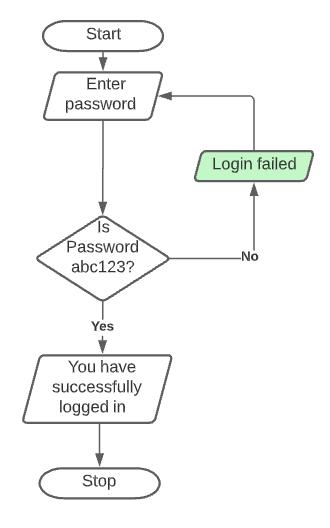 Start
Enter
password
Login failed
Is
Password
abc123?
No
Yes
You have
successfully
logged in
Stop